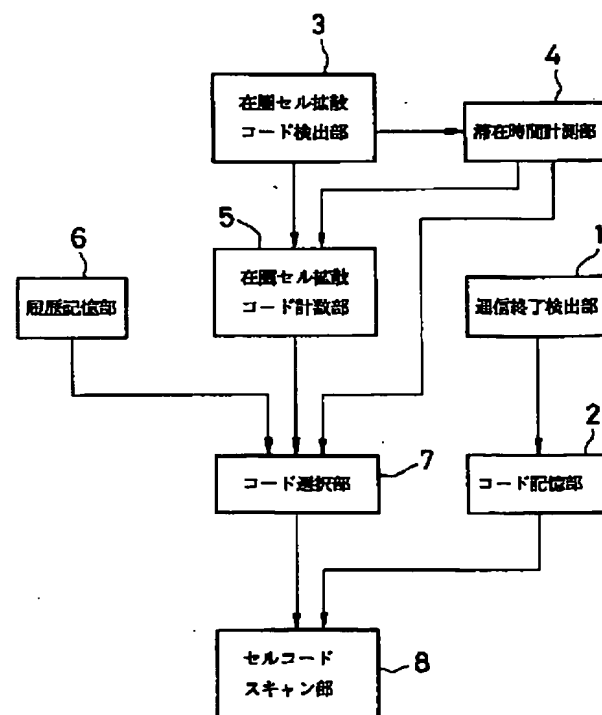 3
4
在圏セル拡散
コード検出部
滞在時間計測部
5
6
1
在圏セル拡散
コード計数部
履歴記憶部
通信終了検出部
2
7
コード選択部
コード記憶部
セルコード
スキャン部
8